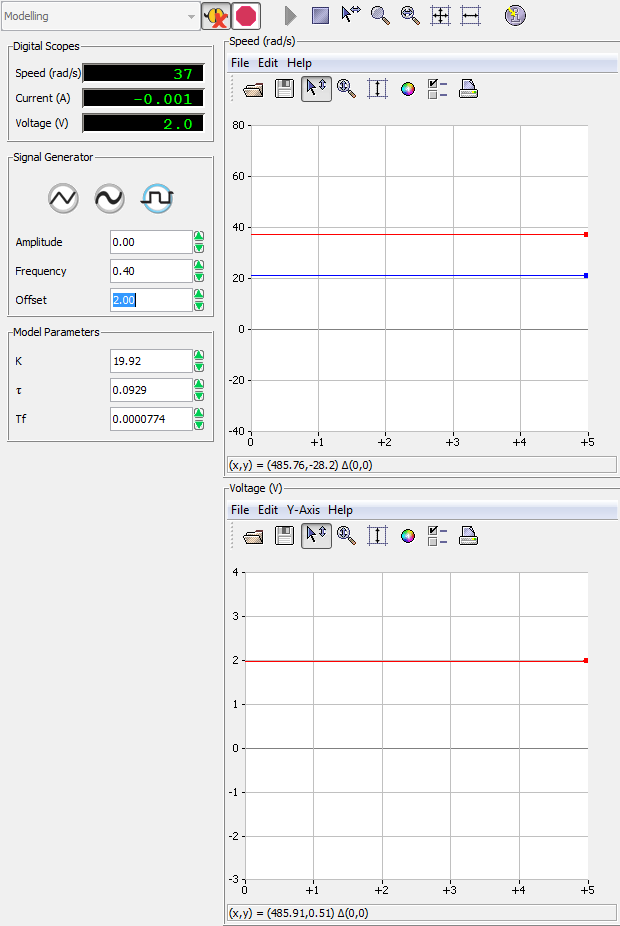 Modelling
Digital Scopes
Speed (rad/s) 37
Current (A) -0.001
Voltage (V) 2.0
Signal Generator
Amplitude 0.00
Frequency 0.40
Offset 2.00
Model Parameters
K 19.92
τ 0.0929
Tf 0.0000774
Speed (rad/s)
File Edit Help
80
60
40
20
0
-20
-40
0 +1 +2 +3 +4 +5
(x,y) = (485.76,-28.2) Δ(0,0)
Voltage (V)
File Edit Y-Axis Help
4
3
2
1
0
-1
-2
-3
0 +1 +2 +3 +4 +5
(x,y) = (485.91,0.51) Δ(0,0)